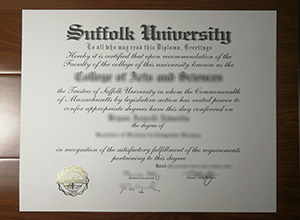 Suffolk University
To all who may read this Diploma, Greetings
Hereby it is certified that upon recommendation of the
Faculty of the college of this university known as the
College of Arts and Sciences
the Trustees of Suffolk University in whom the Commonwealth
of Massachusetts by legislative action has vested power to
confer appropriate degrees have this day conferred on
the degree of
in recognition of the satisfactory fulfillment of the requirements
pertaining to this degree
Dated